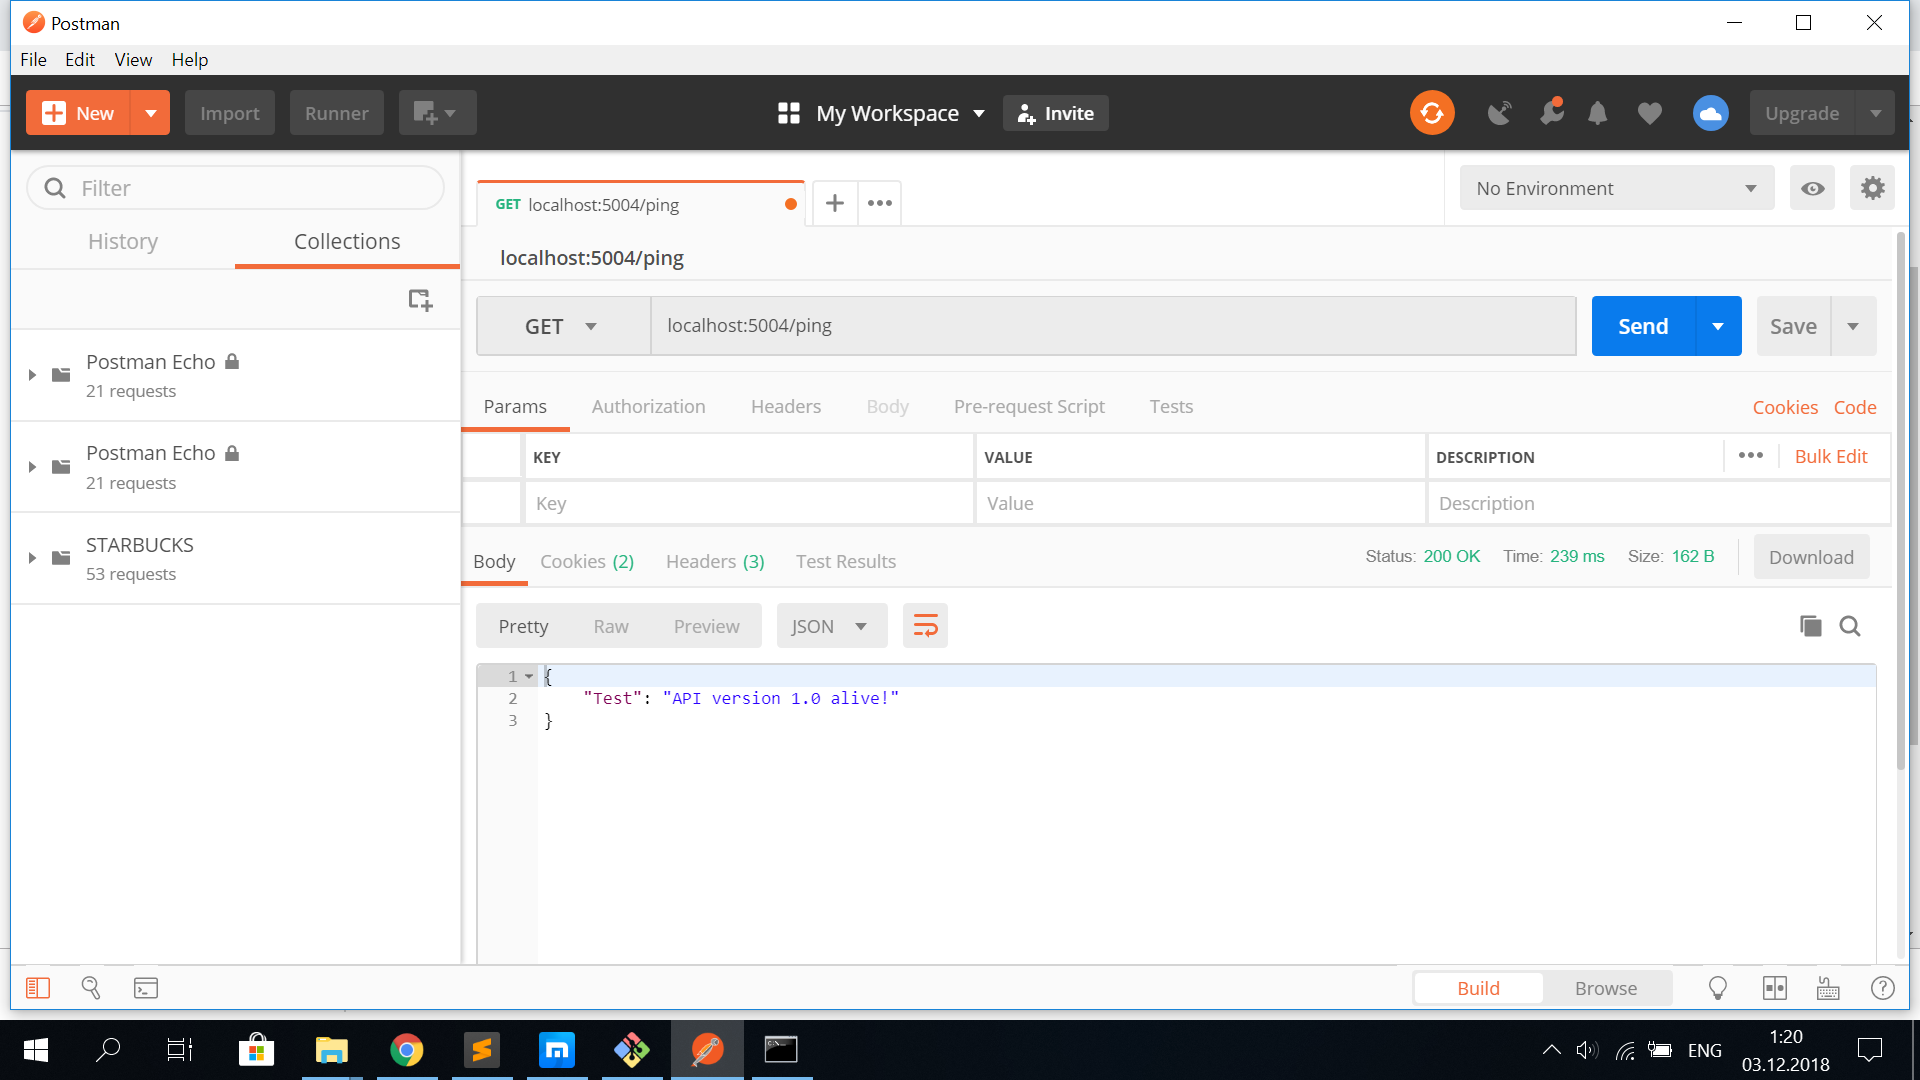 Postman
File Edit View Help
New Import Runner My Workspace Invite Upgrade
Filter
History Collections
Postman Echo
21 requests
Postman Echo
21 requests
STARBUCKS
53 requests
GET localhost:5004/ping
No Environment
localhost:5004/ping
GET localhost:5004/ping Send Save
Params Authorization Headers Body Pre-request Script Tests Cookies Code
KEY VALUE DESCRIPTION Bulk Edit
Key Value Description
Body Cookies (2) Headers (3) Test Results Status: 200 OK Time: 239 ms Size: 162 B Download
Pretty Raw Preview JSON
1 {
2 "Test": "API version 1.0 alive!"
3 }
Build Browse
ENG
1:20
03.12.2018